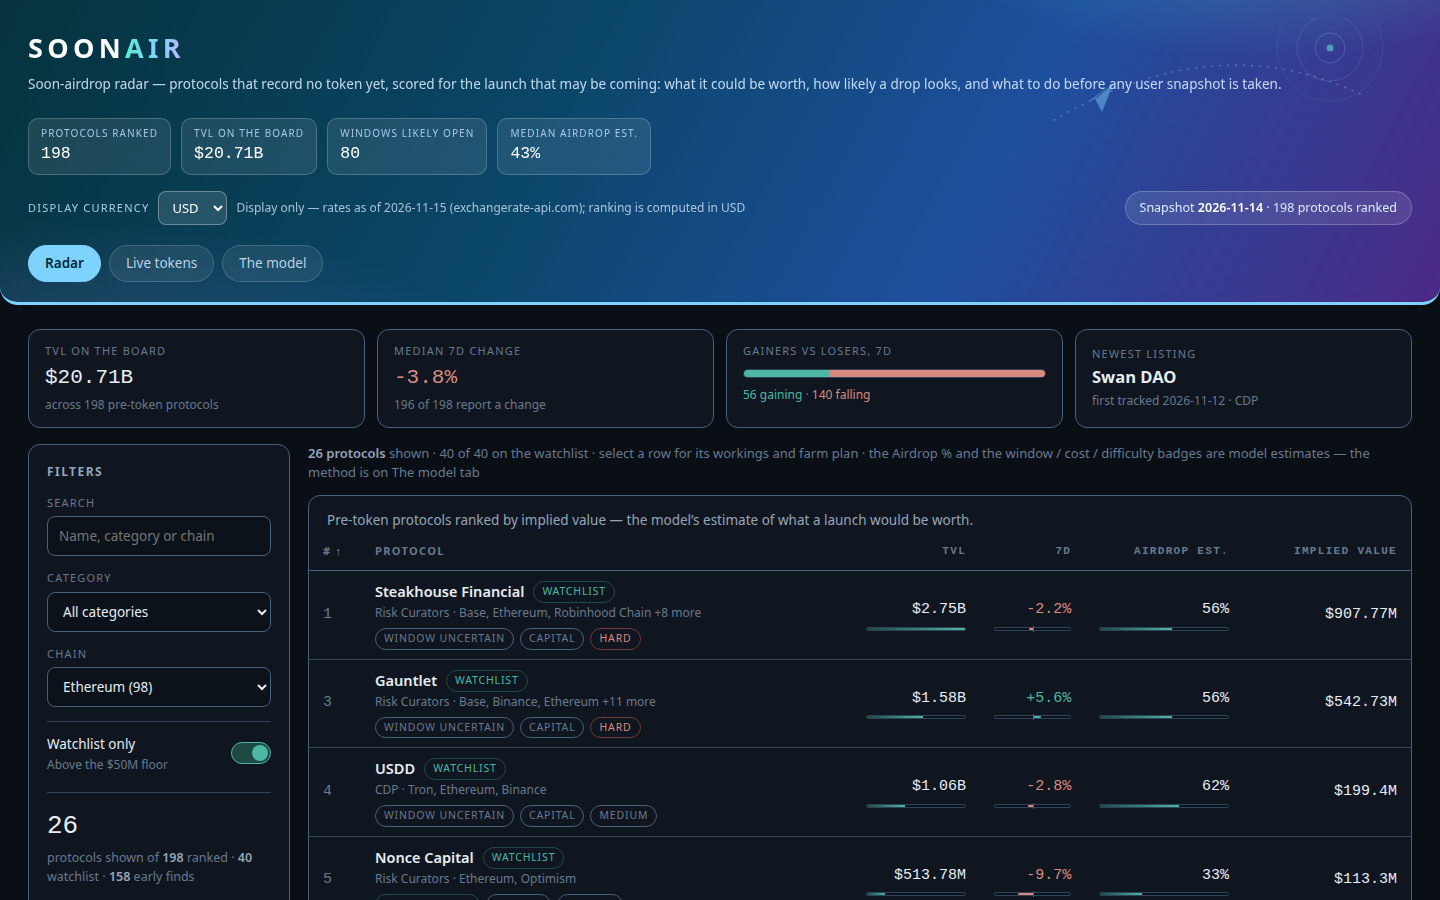 SOONAIR
Soon-airdrop radar — protocols that record no token yet, scored for the launch that may be coming: what it could be worth, how likely a drop looks, and what to do before any user snapshot is taken.
PROTOCOLS RANKED
198
TVL ON THE BOARD
$20.71B
WINDOWS LIKELY OPEN
80
MEDIAN AIRDROP EST.
43%
DISPLAY CURRENCY
USD
Display only — rates as of 2026-11-15 (exchangerate-api.com); ranking is computed in USD
Snapshot 2026-11-14 · 198 protocols ranked
Radar
Live tokens
The model
TVL ON THE BOARD
$20.71B
across 198 pre-token protocols
MEDIAN 7D CHANGE
-3.8%
196 of 198 report a change
GAINERS VS LOSERS, 7D
56 gaining · 140 falling
NEWEST LISTING
Swan DAO
first tracked 2026-11-12 · CDP
FILTERS
SEARCH
Name, category or chain
CATEGORY
All categories
CHAIN
Ethereum (98)
Watchlist only
Above the $50M floor
26
protocols shown of 198 ranked · 40
watchlist · 158 early finds
26 protocols shown · 40 of 40 on the watchlist · select a row for its workings and farm plan · the Airdrop % and the window / cost / difficulty badges are model estimates — the
method is on The model tab
Pre-token protocols ranked by implied value — the model's estimate of what a launch would be worth.
# ↑ PROTOCOL TVL 7D AIRDROP EST. IMPLIED VALUE
1 Steakhouse Financial WATCHLIST $2.75B -2.2% 56% $907.77M
Risk Curators · Base, Ethereum, Robinhood Chain +8 more
WINDOW UNCERTAIN CAPITAL HARD
3 Gauntlet WATCHLIST $1.58B +5.6% 56% $542.73M
Risk Curators · Base, Binance, Ethereum +11 more
WINDOW UNCERTAIN CAPITAL HARD
4 USDD WATCHLIST $1.06B -2.8% 62% $199.4M
CDP · Tron, Ethereum, Binance
WINDOW UNCERTAIN CAPITAL MEDIUM
5 Nonce Capital WATCHLIST $513.78M -9.7% 33% $113.3M
Risk Curators · Ethereum, Optimism